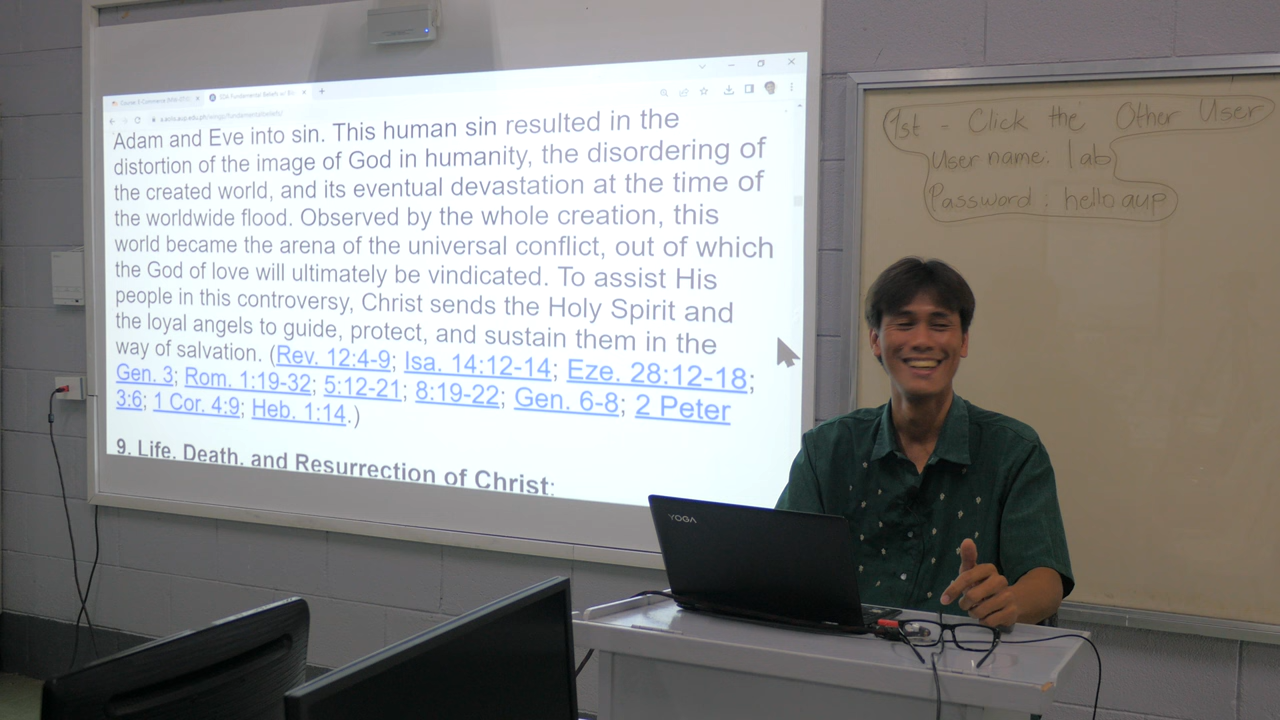 SDA Fundamental Beliefs
Adam and Eve into sin. This human sin resulted in the
distortion of the image of God in humanity, the disordering of
the created world, and its eventual devastation at the time of
the worldwide flood. Observed by the whole creation, this
world became the arena of the universal conflict, out of which
the God of love will ultimately be vindicated. To assist His
people in this controversy, Christ sends the Holy Spirit and
the loyal angels to guide, protect, and sustain them in the
way of salvation. (Rev. 12:4-9; Isa. 14:12-14; Eze. 28:12-18;
Gen. 3; Rom. 1:19-32; 5:12-21; 8:19-22; Gen. 6-8; 2 Peter
3:6; 1 Cor. 4:9; Heb. 1:14.)
9. Life, Death, and Resurrection of Christ:
1st - Click the Other User
User name: lab
Password : hello.aup
YOGA